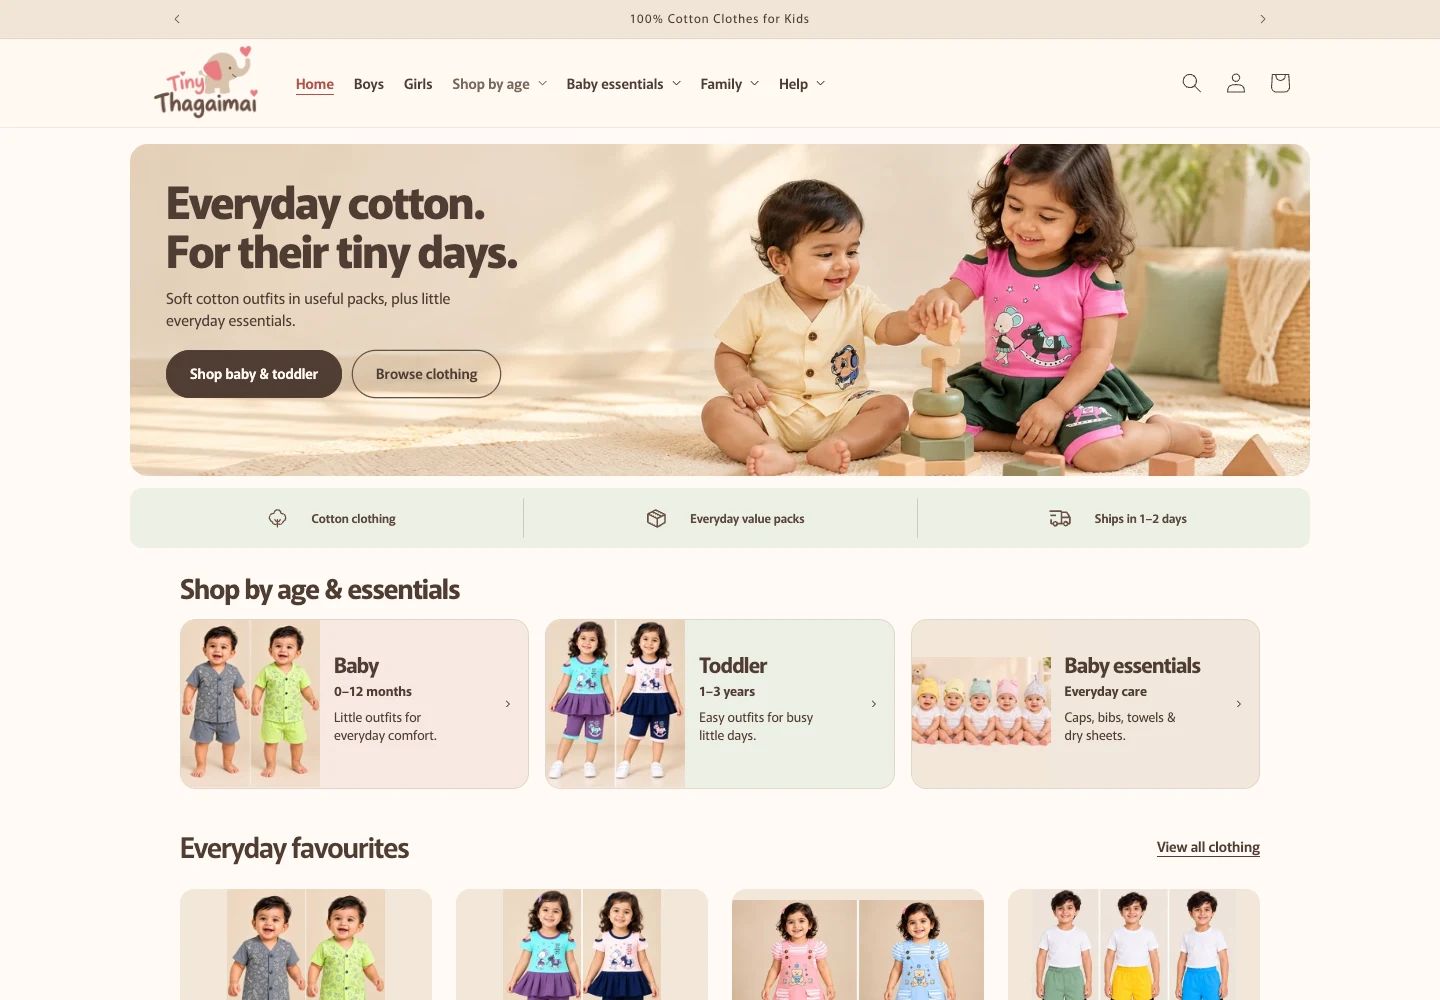 100% Cotton Clothes for Kids
Tiny
Thagaimai
Home
Boys
Girls
Shop by age
Baby essentials
Family
Help
Everyday cotton.
For their tiny days.
Soft cotton outfits in useful packs, plus little
everyday essentials.
Shop baby & toddler
Browse clothing
Cotton clothing
Everyday value packs
Ships in 1–2 days
Shop by age & essentials
Baby
0–12 months
Little outfits for
everyday comfort.
Toddler
1–3 years
Easy outfits for busy
little days.
Baby essentials
Everyday care
Caps, bibs, towels &
dry sheets.
Everyday favourites
View all clothing